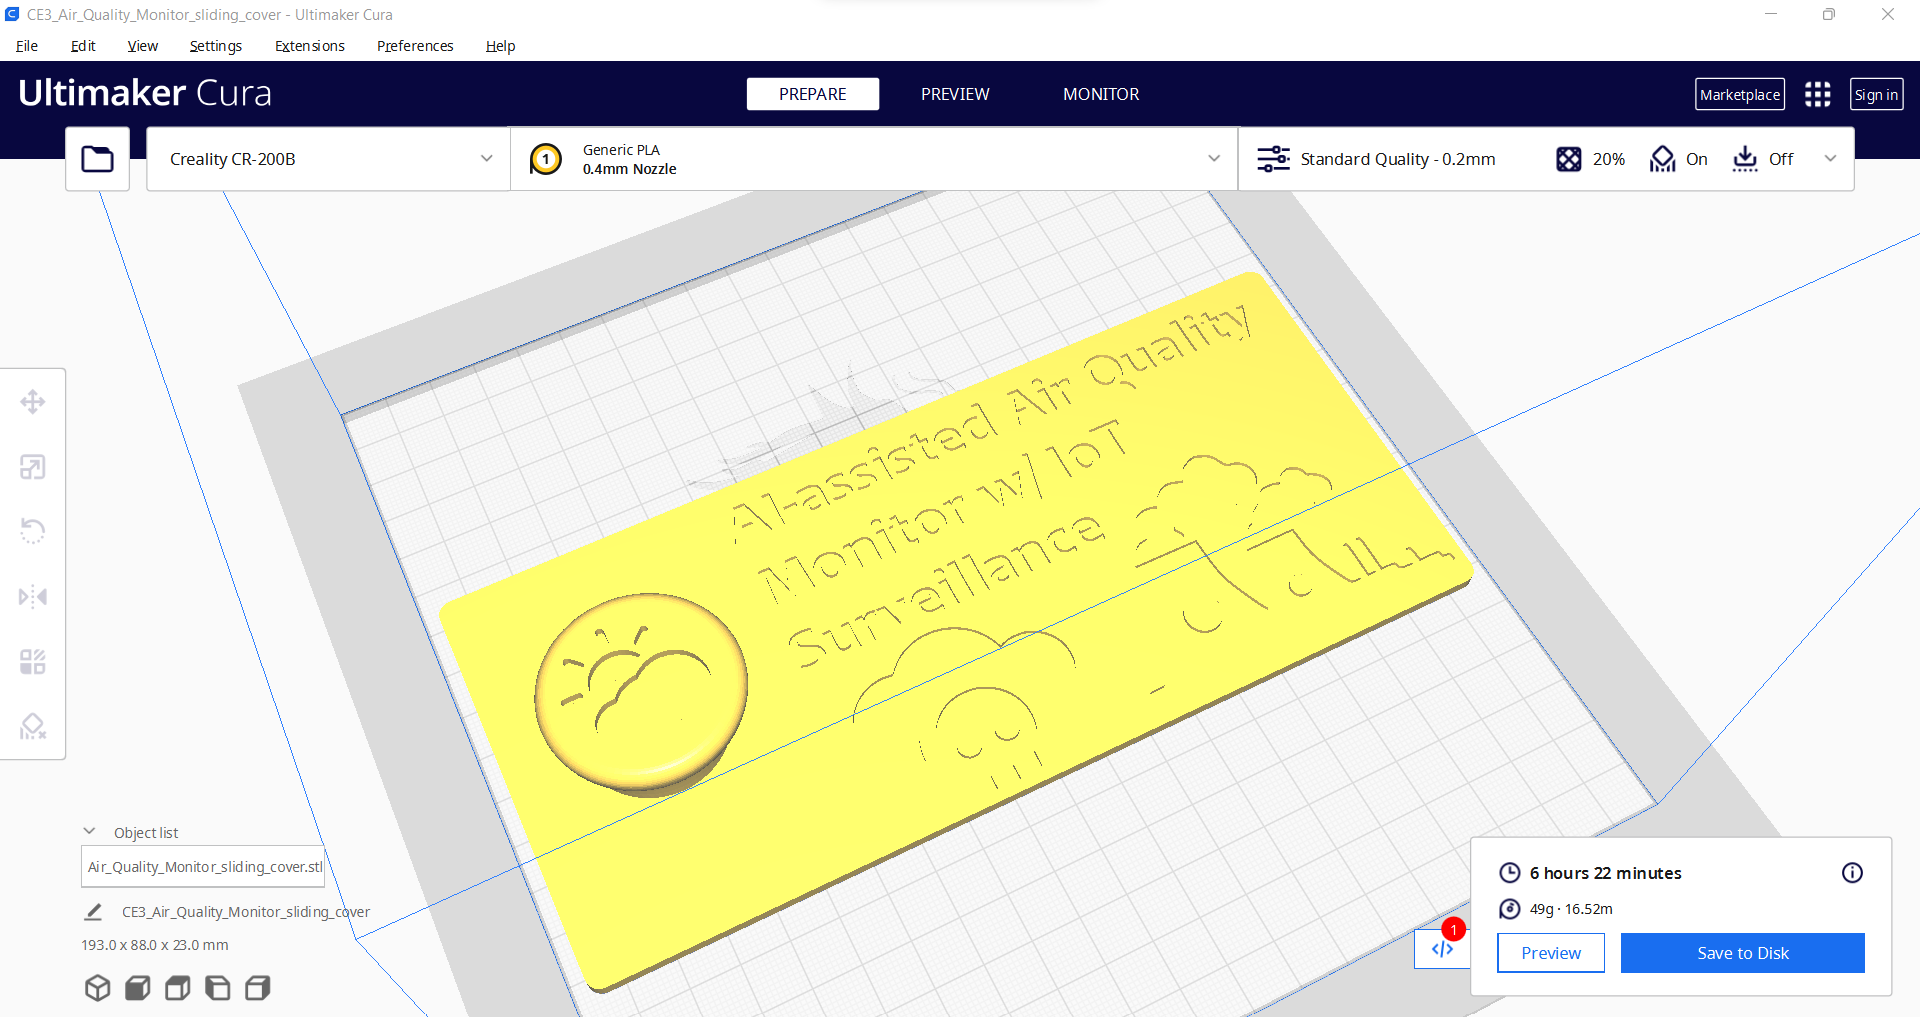 CE3_Air_Quality_Monitor_sliding_cover - Ultimaker Cura
File Edit View Settings Extensions Preferences Help
Ultimaker Cura
PREPARE PREVIEW MONITOR
Marketplace
Sign in
Creality CR-200B
1
Generic PLA
0.4mm Nozzle
Standard Quality - 0.2mm
20%
On
Off
AI-assisted Air Quality
Monitor w/ IoT
Surveillance
Object list
Air_Quality_Monitor_sliding_cover.stl
CE3_Air_Quality_Monitor_sliding_cover
193.0 x 88.0 x 23.0 mm
6 hours 22 minutes
49g · 16.52m
1
Preview
Save to Disk